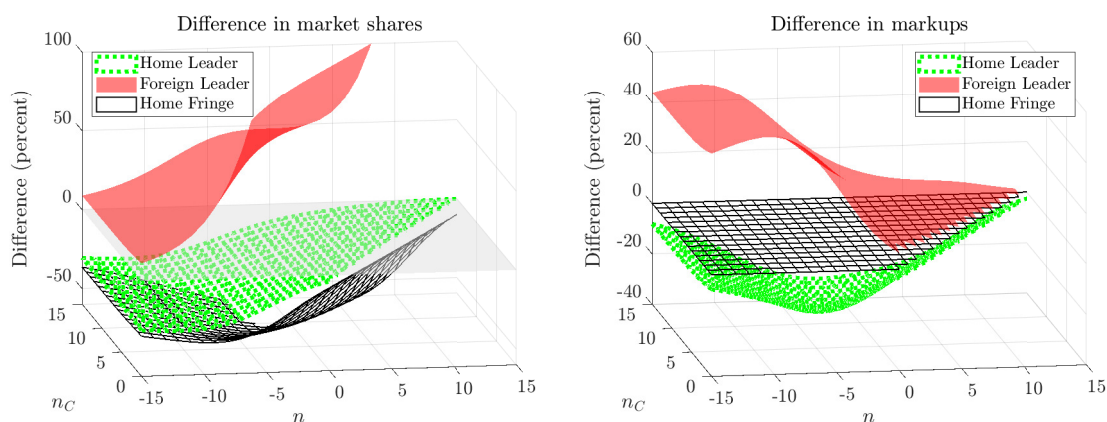 Difference in market shares
100
50
0
-50
Difference (percent)
Home Leader
Foreign Leader
Home Fringe
15
10
5
0
n_C
-15
-10
-5
0
5
10
15
n
Difference in markups
60
40
20
0
-20
-40
Difference (percent)
Home Leader
Foreign Leader
Home Fringe
15
10
5
0
n_C
-15
-10
-5
0
5
10
15
n